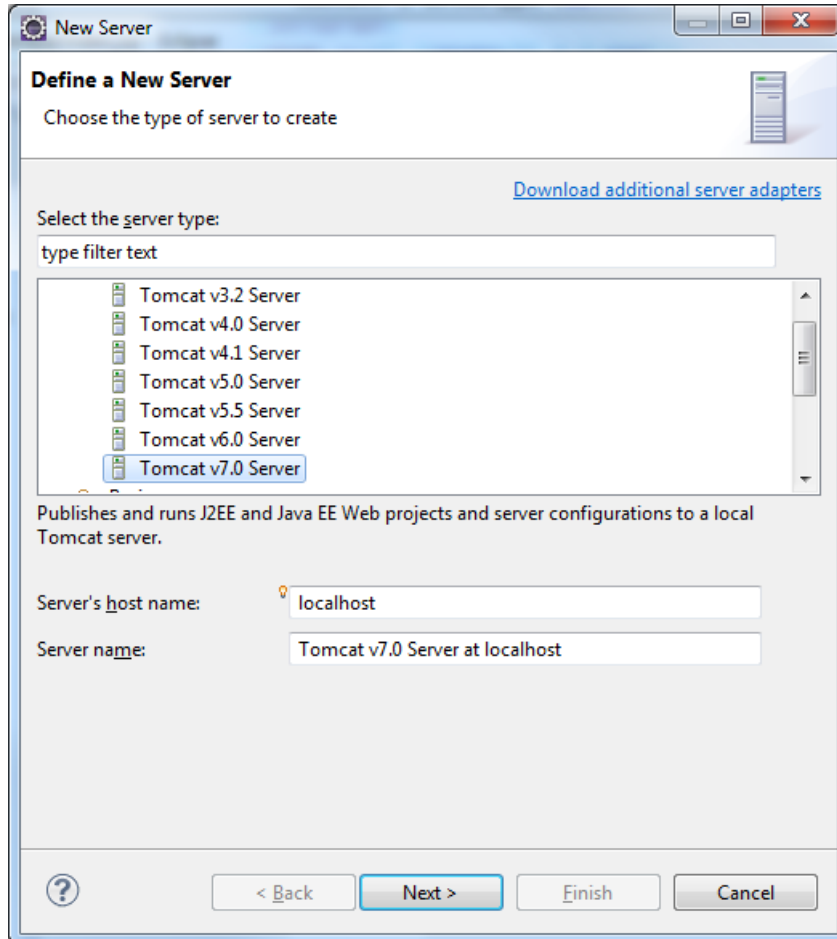 New Server
Define a New Server
Choose the type of server to create
Download additional server adapters
Select the server type:
type filter text
Tomcat v3.2 Server
Tomcat v4.0 Server
Tomcat v4.1 Server
Tomcat v5.0 Server
Tomcat v5.5 Server
Tomcat v6.0 Server
Tomcat v7.0 Server
Publishes and runs J2EE and Java EE Web projects and server configurations to a local
Tomcat server.
Server's host name: localhost
Server name: Tomcat v7.0 Server at localhost
? < Back Next > Finish Cancel